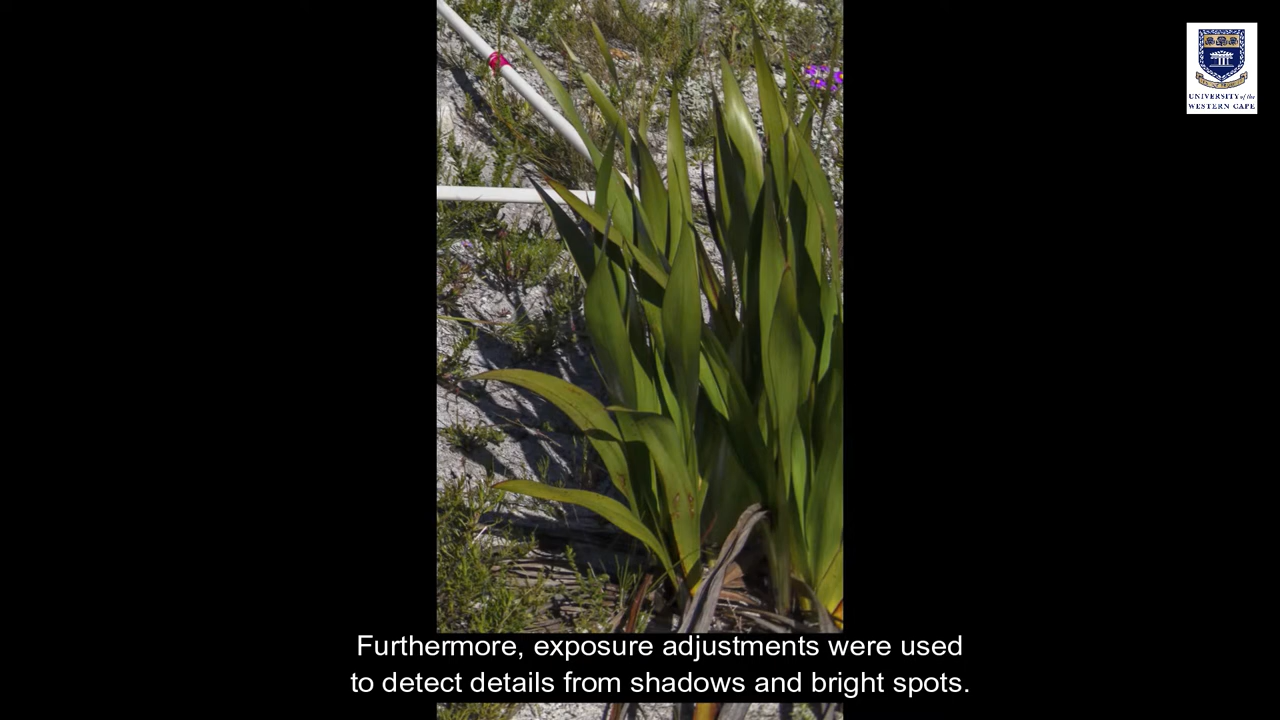 UNIVERSITY of the
WESTERN CAPE
Furthermore, exposure adjustments were used
to detect details from shadows and bright spots.